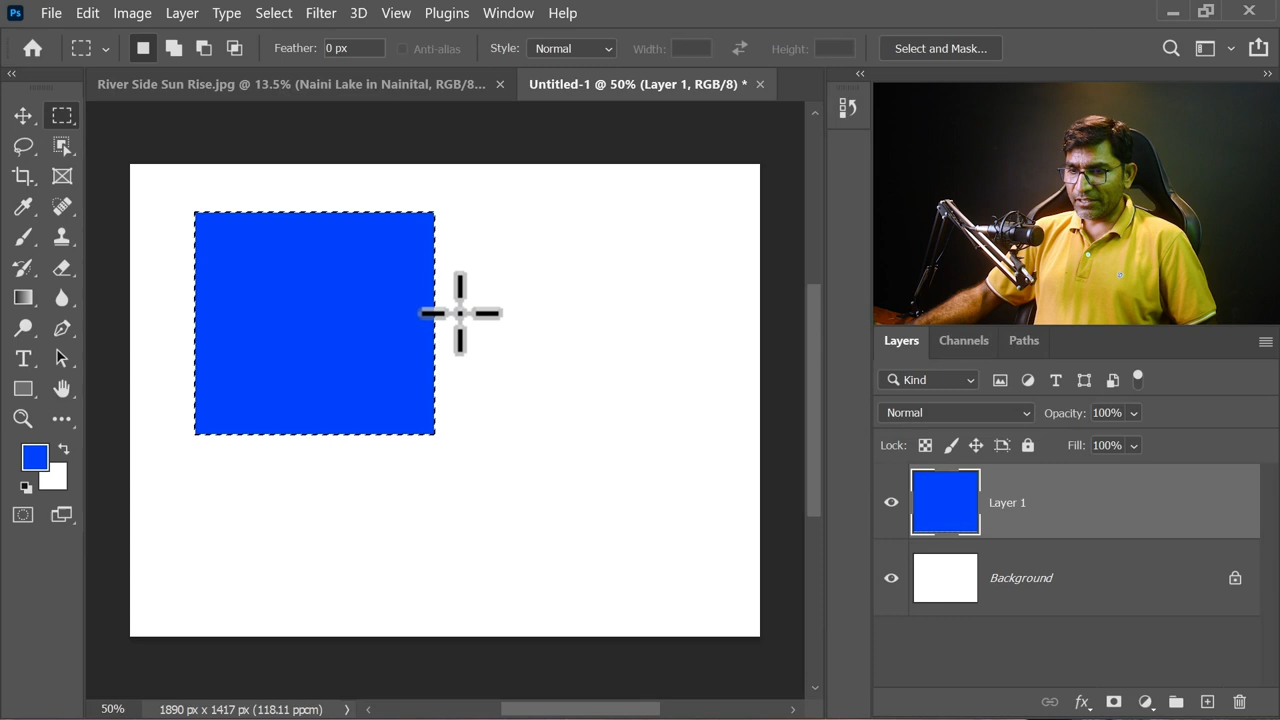 Ps File Edit Image Layer Type Select Filter 3D View Plugins Window Help
Feather: 0 px Anti-alias Style: Normal Width: Height: Select and Mask...
River Side Sun Rise.jpg @ 13.5% (Naini Lake in Nainital, RGB/8... Untitled-1 @ 50% (Layer 1, RGB/8) *
Layers Channels Paths
Kind
Normal Opacity: 100%
Lock: Fill: 100%
Layer 1
Background
50% 1890 px x 1417 px (118.11 ppcm)
fx